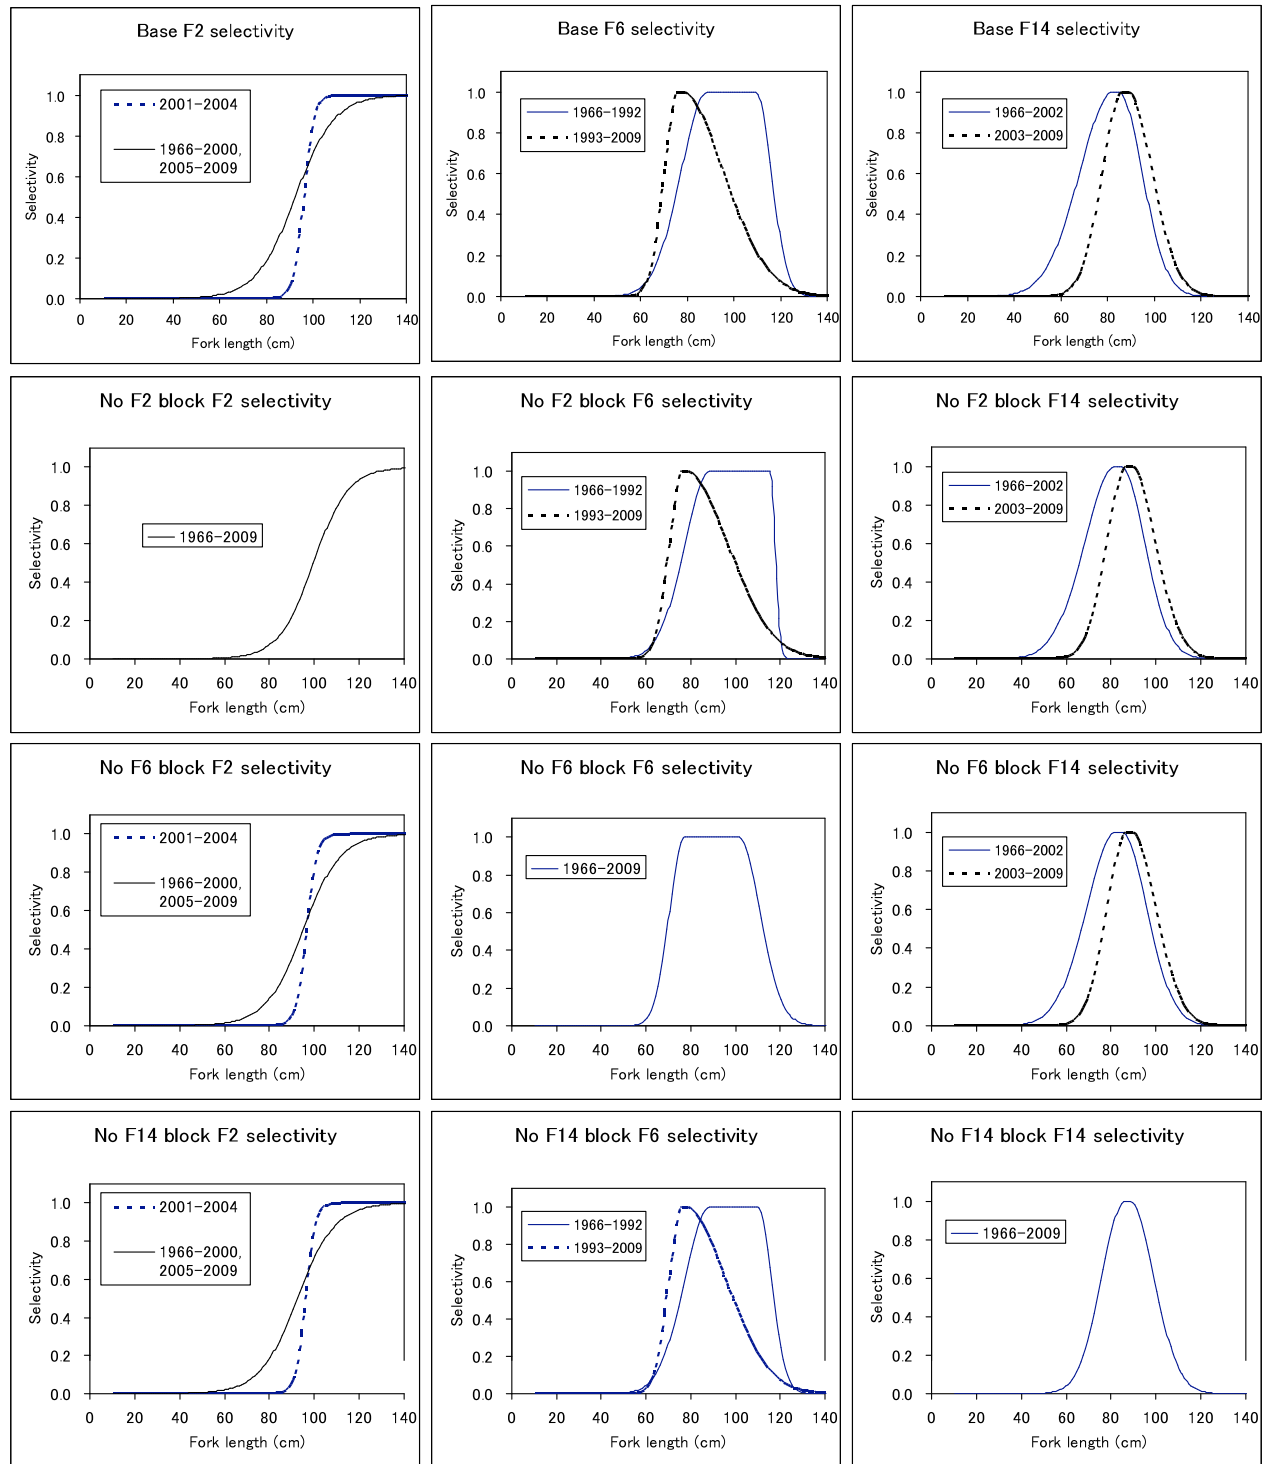 Base F2 selectivity
Selectivity
1.0
0.8
0.6
0.4
0.2
0.0
2001-2004
1966-2000,
2005-2009
0 20 40 60 80 100 120 140
Fork length (cm)
Base F6 selectivity
Selectivity
1.0
0.8
0.6
0.4
0.2
0.0
1966-1992
1993-2009
0 20 40 60 80 100 120 140
Fork length (cm)
Base F14 selectivity
Selectivity
1.0
0.8
0.6
0.4
0.2
0.0
1966-2002
2003-2009
0 20 40 60 80 100 120 140
Fork length (cm)
No F2 block F2 selectivity
Selectivity
1.0
0.8
0.6
0.4
0.2
0.0
1966-2009
0 20 40 60 80 100 120 140
Fork length (cm)
No F2 block F6 selectivity
Selectivity
1.0
0.8
0.6
0.4
0.2
0.0
1966-1992
1993-2009
0 20 40 60 80 100 120 140
Fork length (cm)
No F2 block F14 selectivity
Selectivity
1.0
0.8
0.6
0.4
0.2
0.0
1966-2002
2003-2009
0 20 40 60 80 100 120 140
Fork length (cm)
No F6 block F2 selectivity
Selectivity
1.0
0.8
0.6
0.4
0.2
0.0
2001-2004
1966-2000,
2005-2009
0 20 40 60 80 100 120 140
Fork length (cm)
No F6 block F6 selectivity
Selectivity
1.0
0.8
0.6
0.4
0.2
0.0
1966-2009
0 20 40 60 80 100 120 140
Fork length (cm)
No F6 block F14 selectivity
Selectivity
1.0
0.8
0.6
0.4
0.2
0.0
1966-2002
2003-2009
0 20 40 60 80 100 120 140
Fork length (cm)
No F14 block F2 selectivity
Selectivity
1.0
0.8
0.6
0.4
0.2
0.0
2001-2004
1966-2000,
2005-2009
0 20 40 60 80 100 120 140
Fork length (cm)
No F14 block F6 selectivity
Selectivity
1.0
0.8
0.6
0.4
0.2
0.0
1966-1992
1993-2009
0 20 40 60 80 100 120 140
Fork length (cm)
No F14 block F14 selectivity
Selectivity
1.0
0.8
0.6
0.4
0.2
0.0
1966-2009
0 20 40 60 80 100 120 140
Fork length (cm)